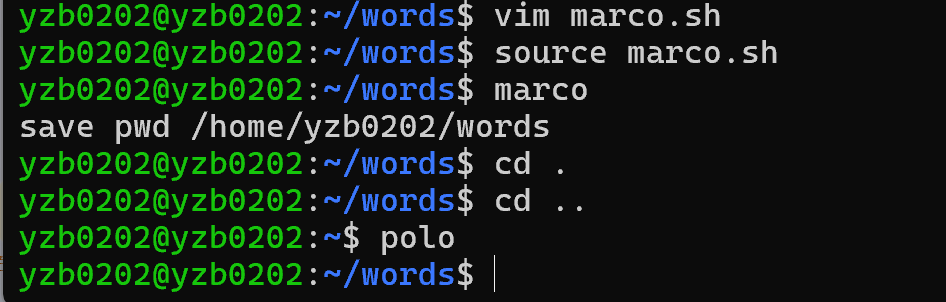 yzb0202@yzb0202:~/words$ vim marco.sh
yzb0202@yzb0202:~/words$ source marco.sh
yzb0202@yzb0202:~/words$ marco
save pwd /home/yzb0202/words
yzb0202@yzb0202:~/words$ cd .
yzb0202@yzb0202:~/words$ cd ..
yzb0202@yzb0202:~$ polo
yzb0202@yzb0202:~/words$